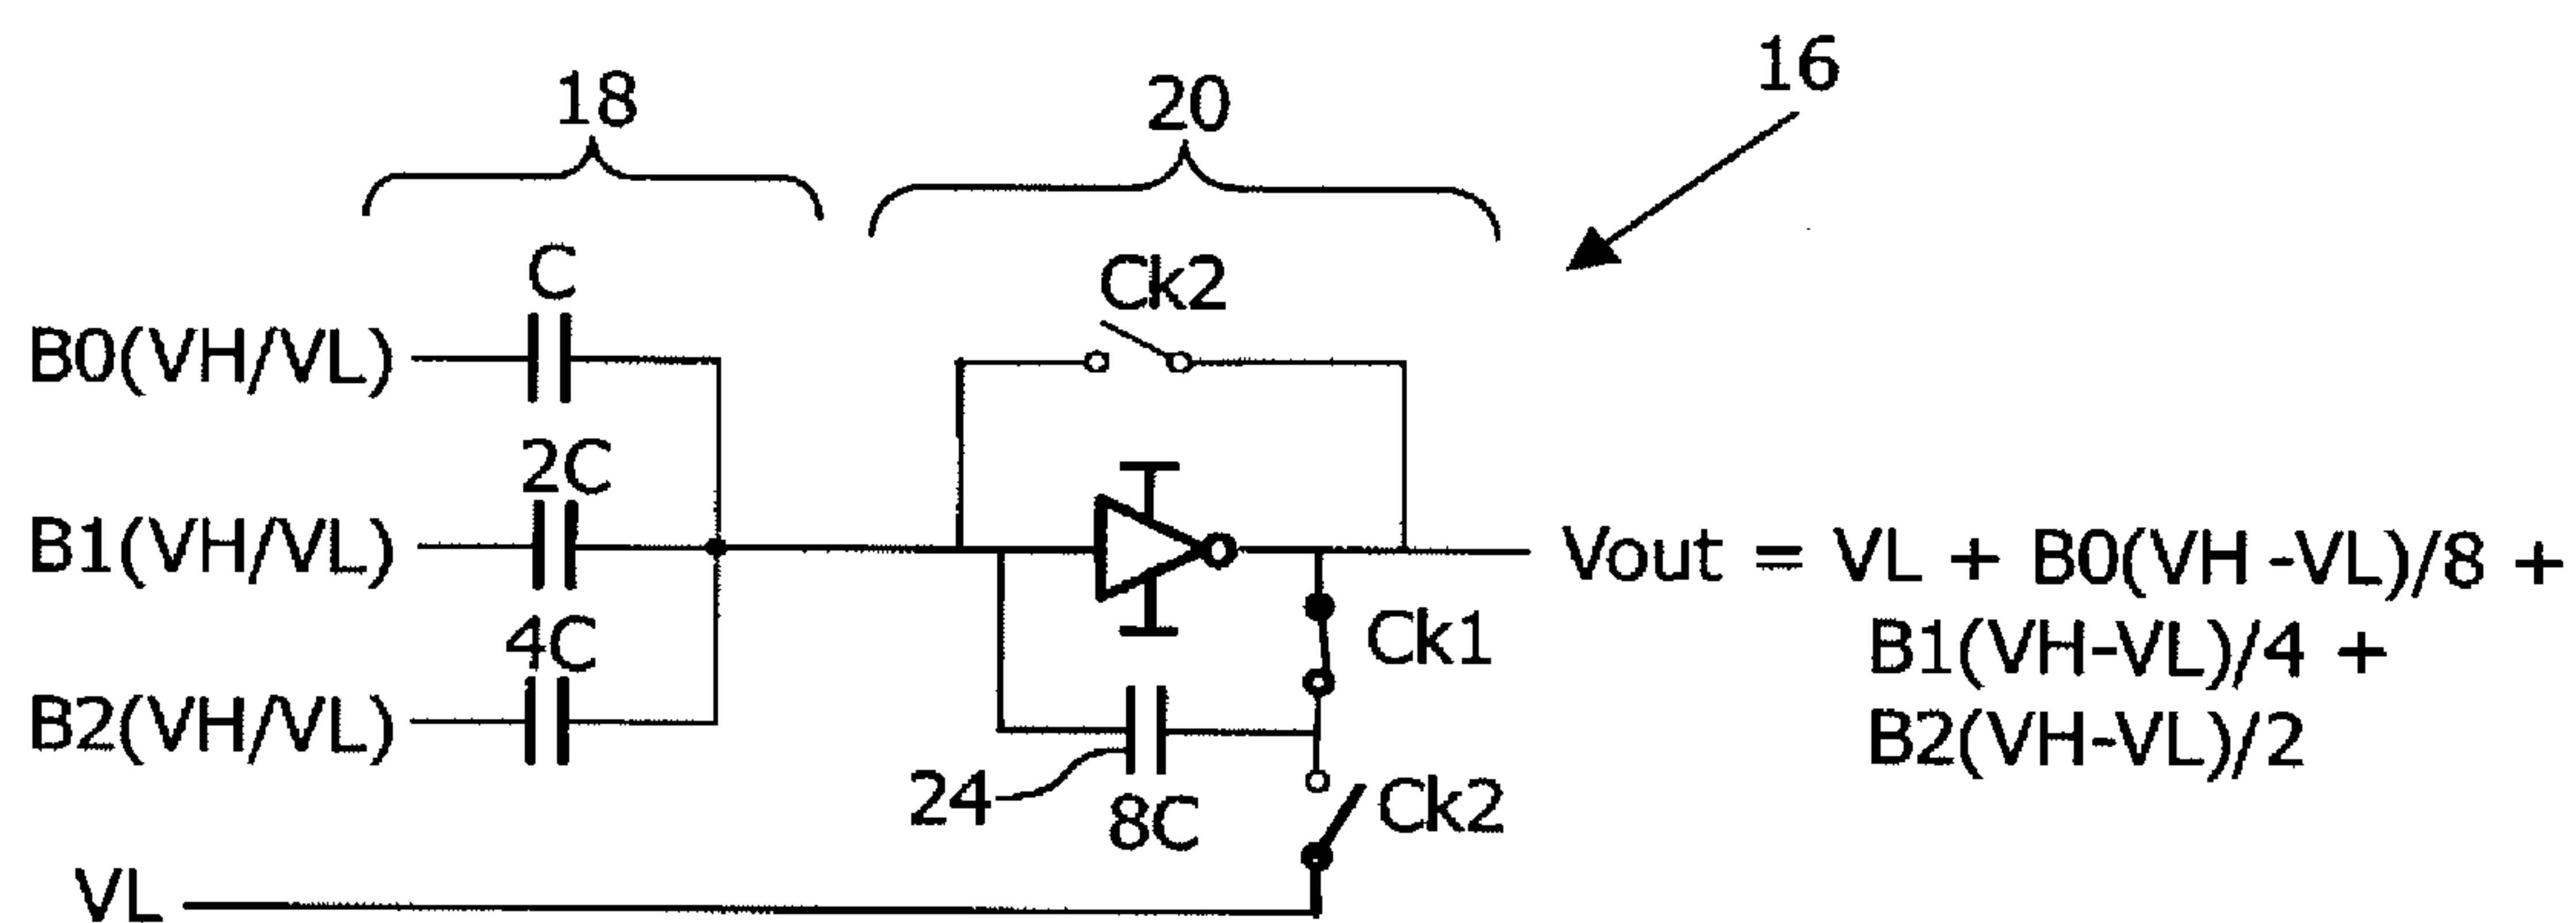 16
18
20
C
Ck2
B0(VH/VL)
2C
B1(VH/VL)
Vout = VL + B0(VH -VL)/8 +
B1(VH-VL)/4 +
B2(VH-VL)/2
4C
Ck1
B2(VH/VL)
24
8C
Ck2
VL